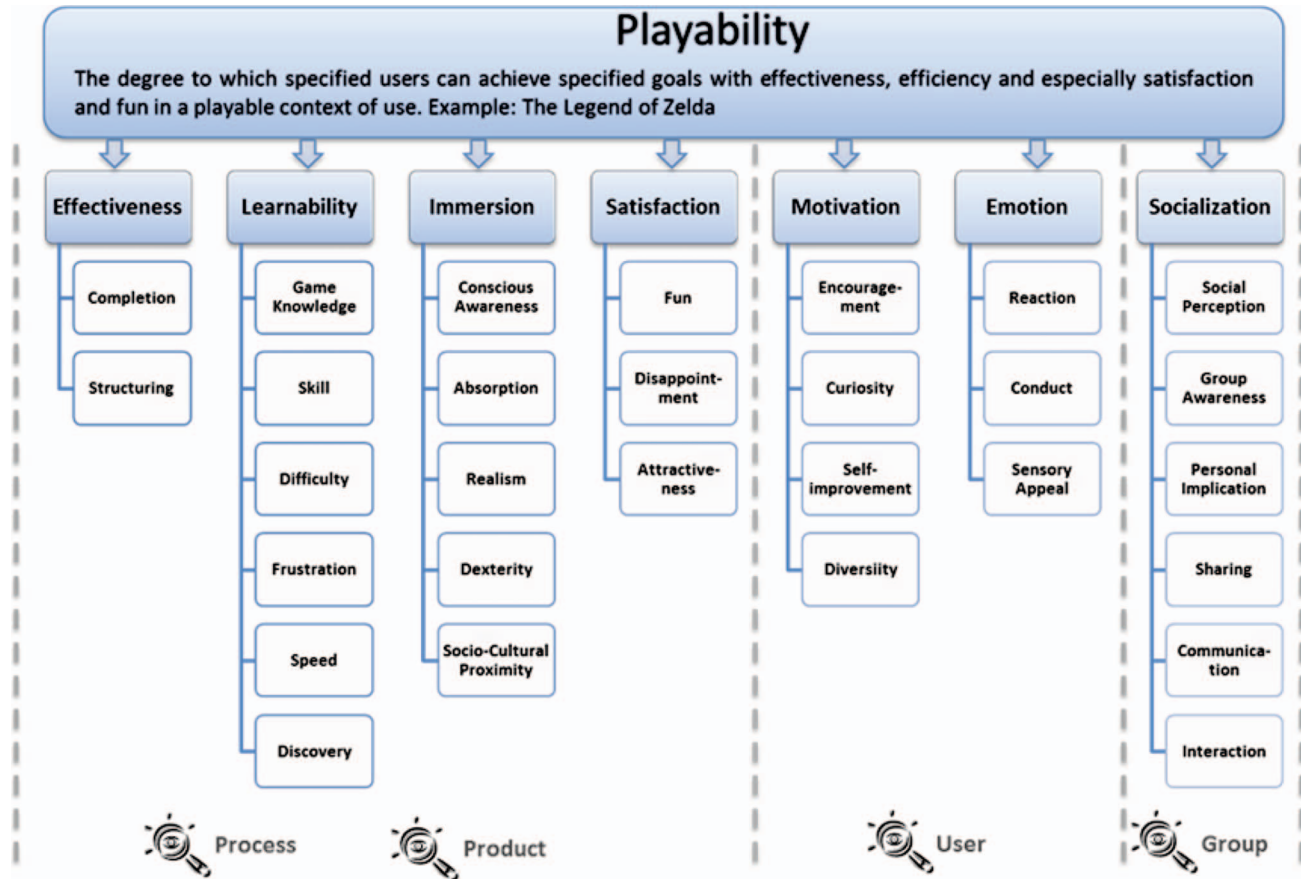 Playability
The degree to which specified users can achieve specified goals with effectiveness, efficiency and especially satisfaction
and fun in a playable context of use. Example: The Legend of Zelda
Effectiveness
Completion
Structuring
Learnability
Game
Knowledge
Skill
Difficulty
Frustration
Speed
Discovery
Immersion
Conscious
Awareness
Absorption
Realism
Dexterity
Socio-Cultural
Proximity
Satisfaction
Fun
Disappoint-
ment
Attractive-
ness
Motivation
Encourage-
ment
Curiosity
Self-
improvement
Diversiity
Emotion
Reaction
Conduct
Sensory
Appeal
Socialization
Social
Perception
Group
Awareness
Personal
Implication
Sharing
Communica-
tion
Interaction
Process
Product
User
Group